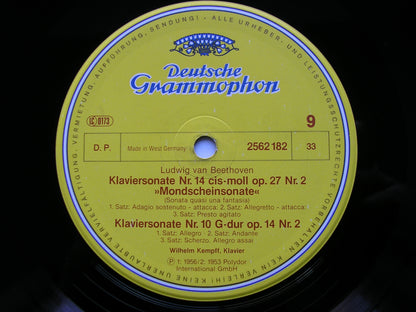 VERMIETUNG, AUFFÜHRUNG, SENDUNG! - ALLE URHEBER- UND LEISTUNGSSCHUTZRECHTE VORBEHALTEN · KEINE UNERLAUBTE VERVIELFÄLTIGUNG,
Deutsche
Grammophon
LC 0173
9
D. P.
Made in West Germany
2562 182
33
Ludwig van Beethoven
Klaviersonate Nr. 14 cis-moll op. 27 Nr. 2
»Mondscheinsonate«
(Sonata quasi una fantasia)
1. Satz: Adagio sostenuto - attacca: 2. Satz: Allegretto - attacca:
3. Satz: Presto agitato
Klaviersonate Nr. 10 G-dur op. 14 Nr. 2
1. Satz: Allegro · 2. Satz: Andante
3. Satz: Scherzo, Allegro assai
Wilhelm Kempff, Klavier
Ⓟ 1: 1956/2: 1953 Polydor
International GmbH